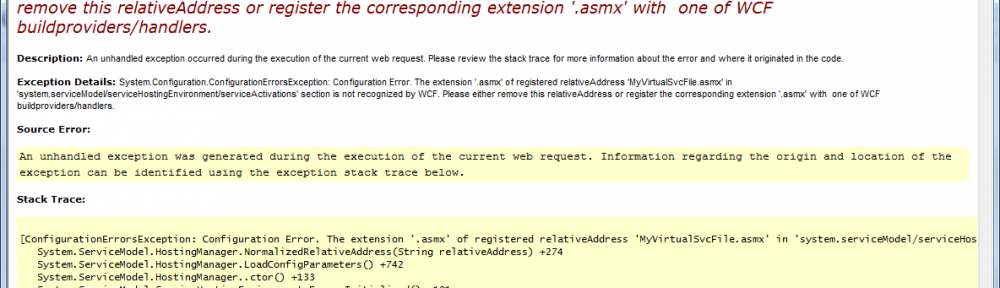 remove this relativeAddress or register the corresponding extension '.asmx' with  one of WCF
buildproviders/handlers.
Description: An unhandled exception occurred during the execution of the current web request. Please review the stack trace for more information about the error and where it originated in the code.
Exception Details: System.Configuration.ConfigurationErrorsException: Configuration Error. The extension '.asmx' of registered relativeAddress 'MyVirtualSvcFile.asmx' in
'system.serviceModel/serviceHostingEnvironment/serviceActivations' section is not recognized by WCF. Please either remove this relativeAddress or register the corresponding extension '.asmx' with  one of WCF
buildproviders/handlers.
Source Error:
An unhandled exception was generated during the execution of the current web request. Information regarding the origin and location of the
exception can be identified using the exception stack trace below.
Stack Trace:
[ConfigurationErrorsException: Configuration Error. The extension '.asmx' of registered relativeAddress 'MyVirtualSvcFile.asmx' in 'system.serviceModel/serviceHos
System.ServiceModel.HostingManager.NormalizedRelativeAddress(String relativeAddress) +274
System.ServiceModel.HostingManager.LoadConfigParameters() +742
System.ServiceModel.HostingManager..ctor() +133